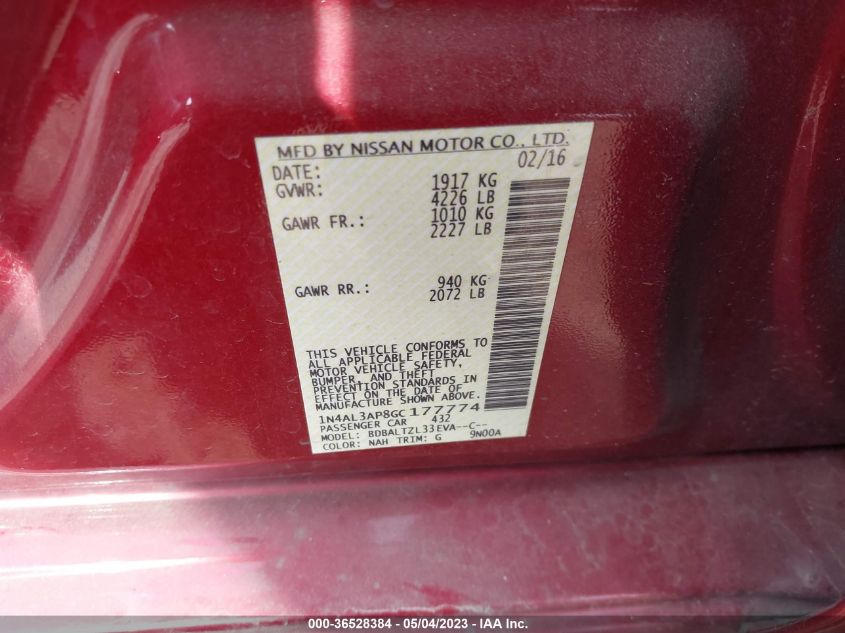 MFD BY NISSAN MOTOR CO., LTD.
DATE: 02/16
GVWR: 1917 KG
4226 LB
GAWR FR.: 1010 KG
2227 LB
GAWR RR.: 940 KG
2072 LB
THIS VEHICLE CONFORMS TO
ALL APPLICABLE FEDERAL
MOTOR VEHICLE SAFETY,
BUMPER, AND THEFT
PREVENTION STANDARDS IN
EFFECT ON THE DATE OF
MANUFACTURE SHOWN ABOVE.
1N4AL3AP8GC177774
PASSENGER CAR 432
MODEL: BDBALTZL33EVA--C--
COLOR: NAH TRIM: G 9N00A
000-36528384 - 05/04/2023 - IAA Inc.